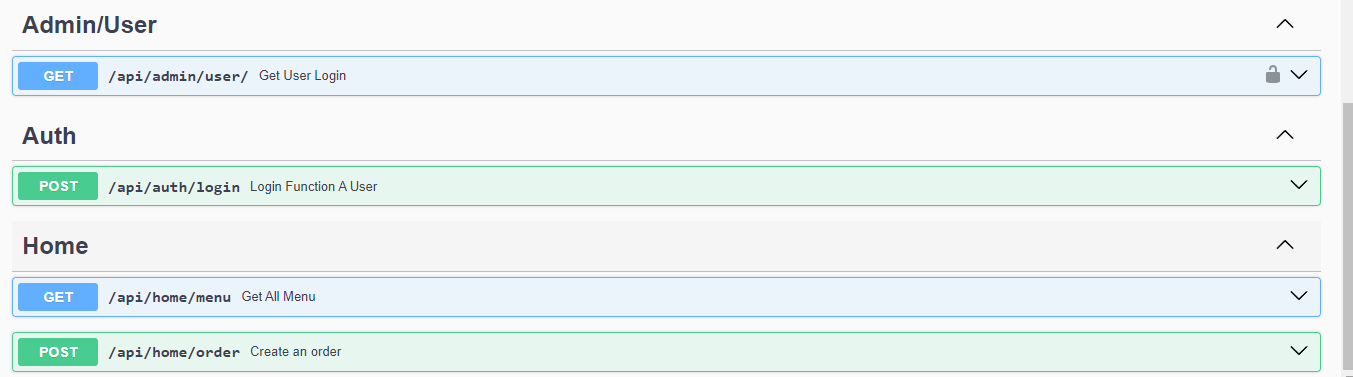 Admin/User
GET /api/admin/user/ Get User Login
Auth
POST /api/auth/login Login Function A User
Home
GET /api/home/menu Get All Menu
POST /api/home/order Create an order